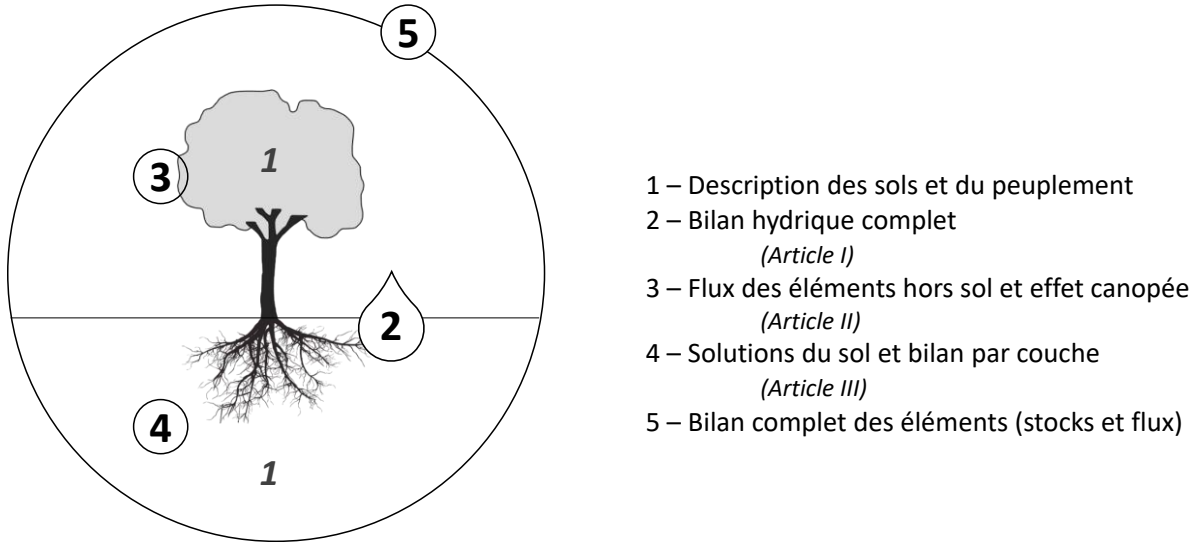 5
1
3
2
4
1
1 – Description des sols et du peuplement
2 – Bilan hydrique complet
(Article I)
3 – Flux des éléments hors sol et effet canopée
(Article II)
4 – Solutions du sol et bilan par couche
(Article III)
5 – Bilan complet des éléments (stocks et flux)